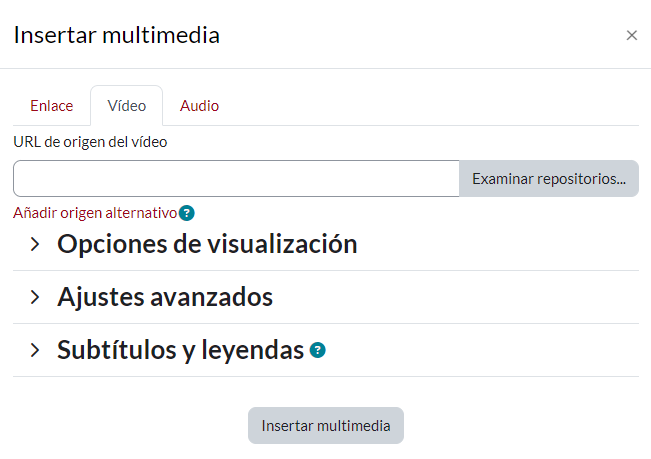 Insertar multimedia
×
Enlace Vídeo Audio
URL de origen del vídeo
Examinar repositorios...
Añadir origen alternativo ?
Opciones de visualización
Ajustes avanzados
Subtítulos y leyendas ?
Insertar multimedia